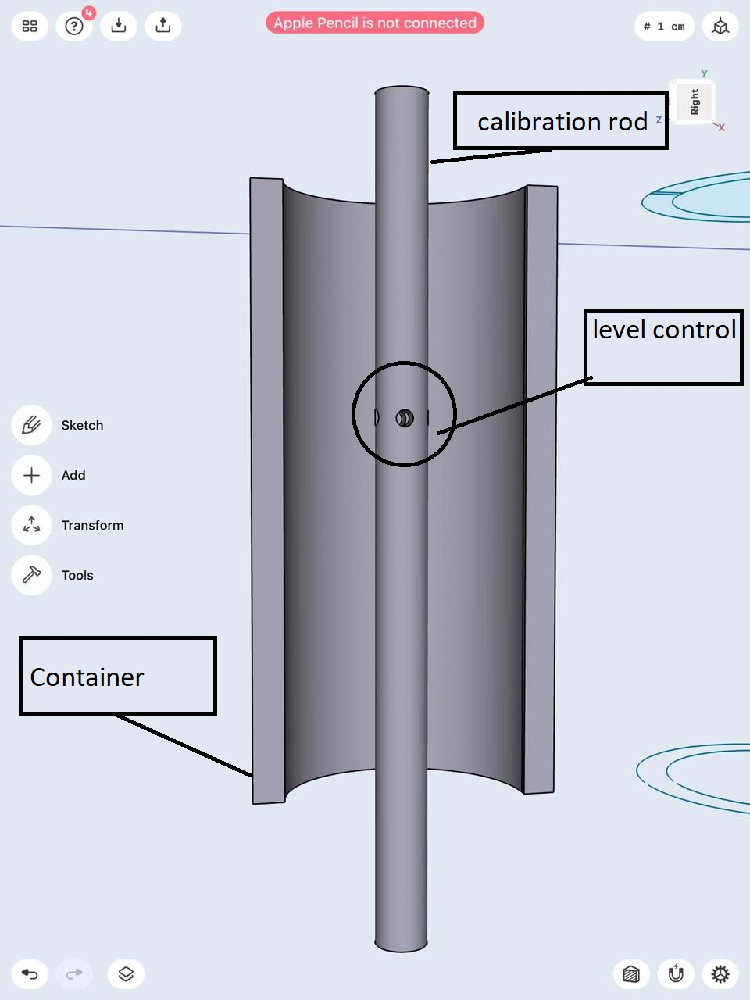 4
Apple Pencil is not connected
# 1 cm
Y
Right
Z
X
calibration rod
level control
Sketch
Add
Transform
Tools
Container